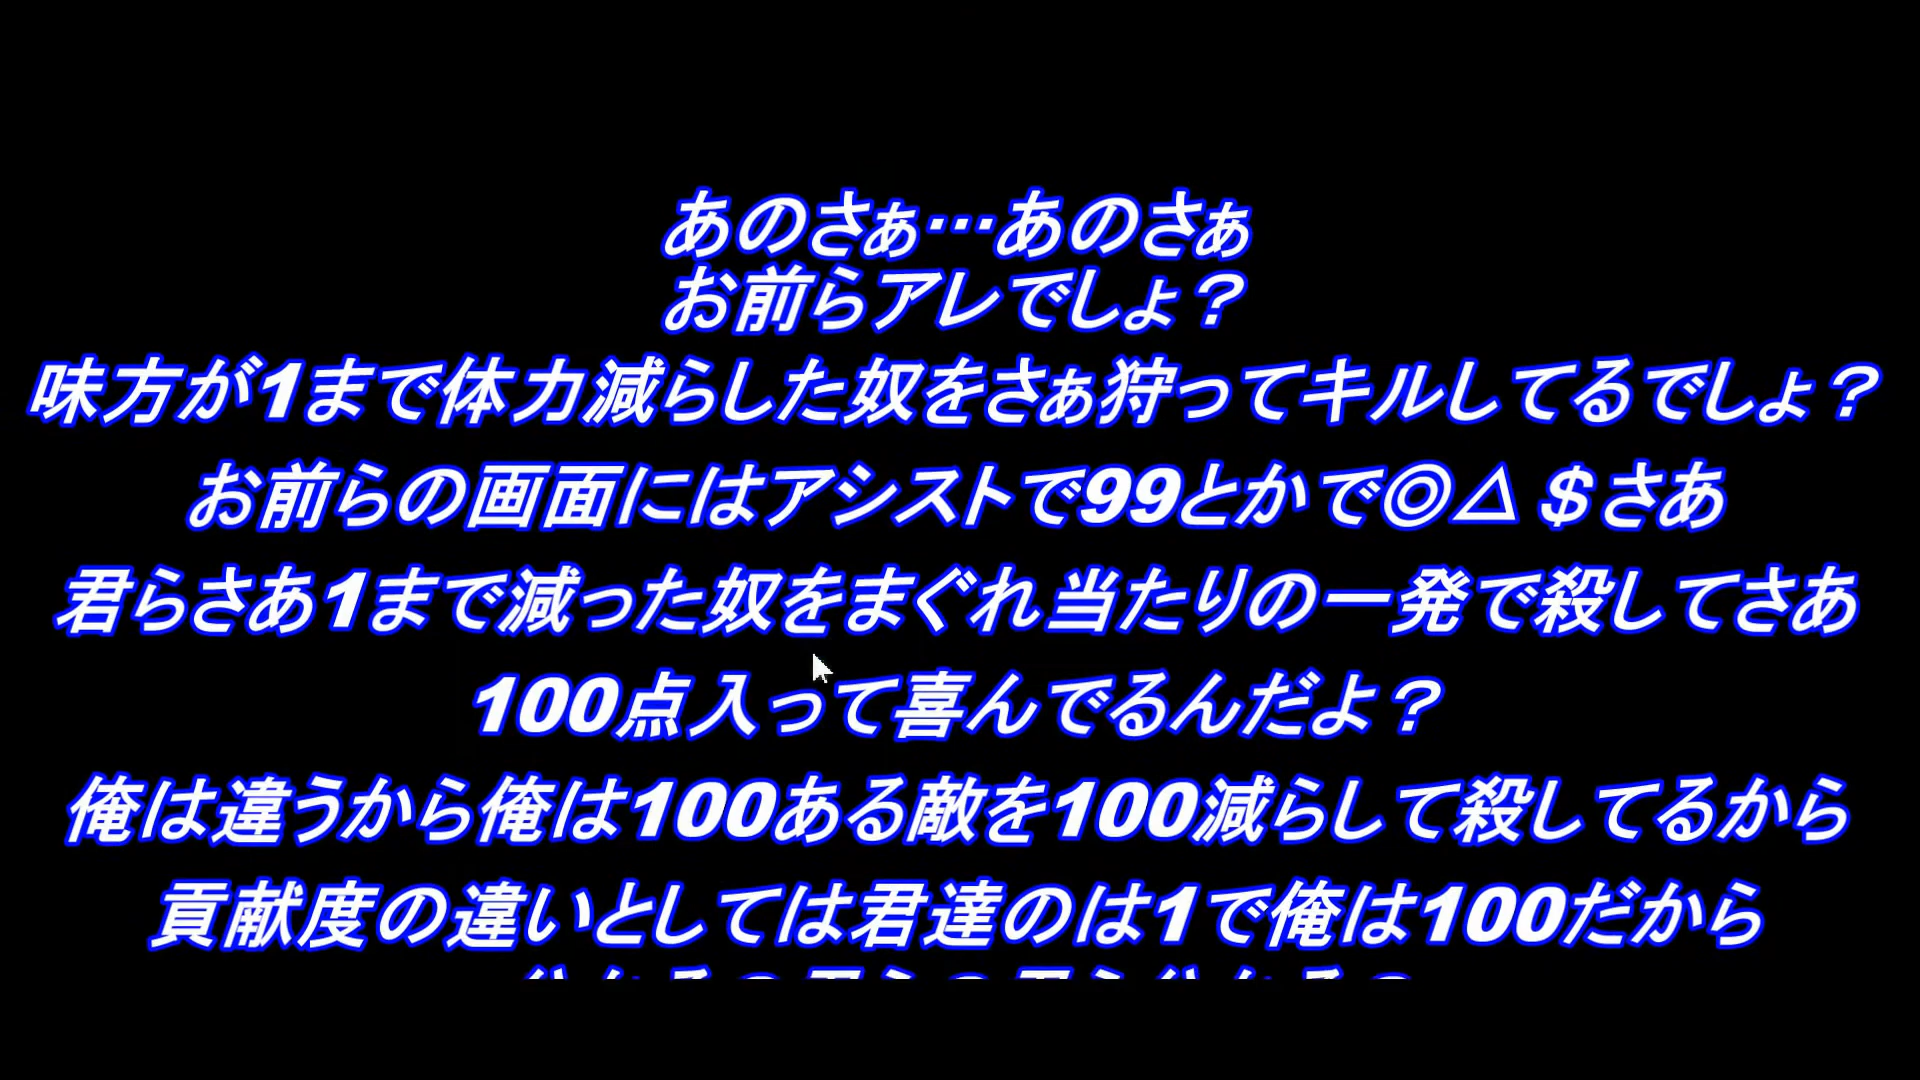 あのさぁ…あのさぁ
お前らアレでしょ？
味方が1まで体力減らした奴をさぁ狩ってキルしてるでしょ？
お前らの画面にはアシストで99とかで◎△＄さあ
君らさあ1まで減った奴をまぐれ当たりの一発で殺してさあ
100点入って喜んでるんだよ？
俺は違うから俺は100ある敵を100減らして殺してるから
貢献度の違いとしては君達のは1で俺は100だから